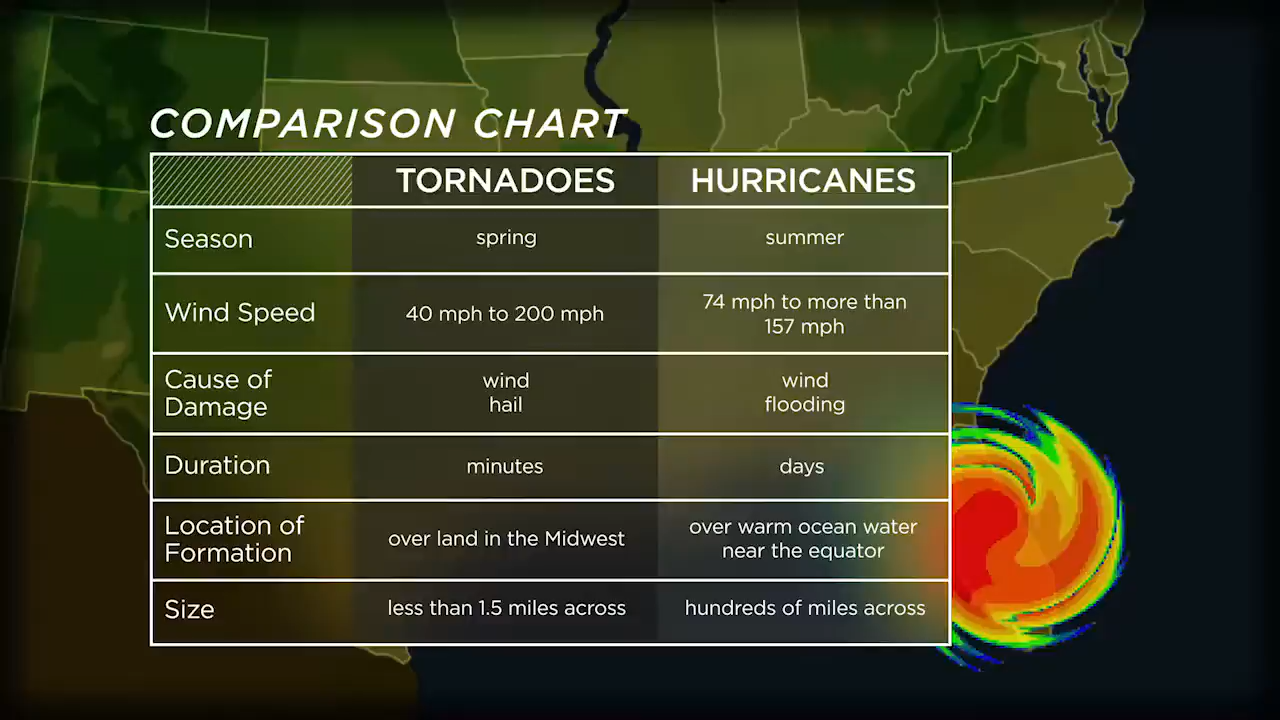 COMPARISON CHART
TORNADOES HURRICANES
Season spring summer
Wind Speed 40 mph to 200 mph 74 mph to more than
157 mph
Cause of
Damage
wind
hail
wind
flooding
Duration minutes days
Location of
Formation
over land in the Midwest
over warm ocean water
near the equator
Size less than 1.5 miles across hundreds of miles across